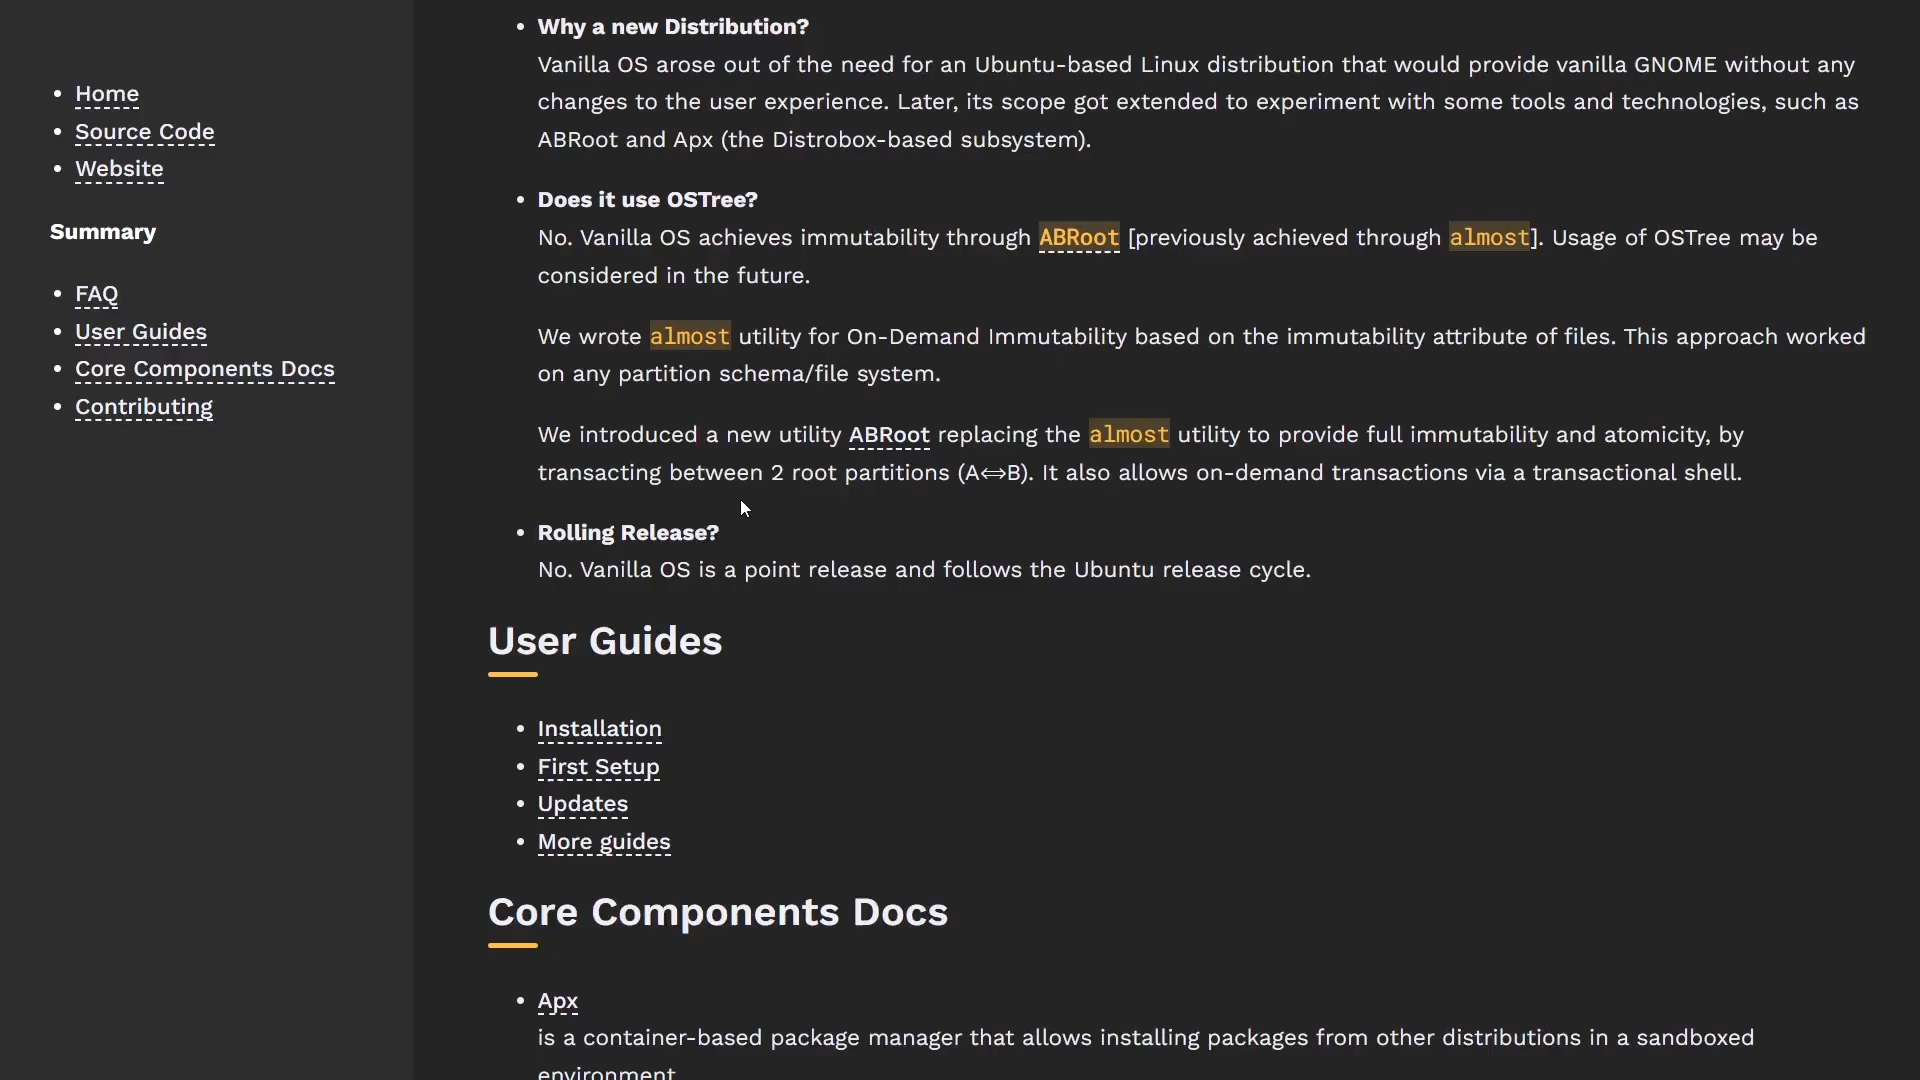 Home
Source Code
Website
Summary
FAQ
User Guides
Core Components Docs
Contributing
Why a new Distribution?
Vanilla OS arose out of the need for an Ubuntu-based Linux distribution that would provide vanilla GNOME without any
changes to the user experience. Later, its scope got extended to experiment with some tools and technologies, such as
ABRoot and Apx (the Distrobox-based subsystem).
Does it use OSTree?
No. Vanilla OS achieves immutability through ABRoot [previously achieved through almost]. Usage of OSTree may be
considered in the future.
We wrote almost utility for On-Demand Immutability based on the immutability attribute of files. This approach worked
on any partition schema/file system.
We introduced a new utility ABRoot replacing the almost utility to provide full immutability and atomicity, by
transacting between 2 root partitions (A⟺B). It also allows on-demand transactions via a transactional shell.
Rolling Release?
No. Vanilla OS is a point release and follows the Ubuntu release cycle.
User Guides
Installation
First Setup
Updates
More guides
Core Components Docs
Apx
is a container-based package manager that allows installing packages from other distributions in a sandboxed
environment.